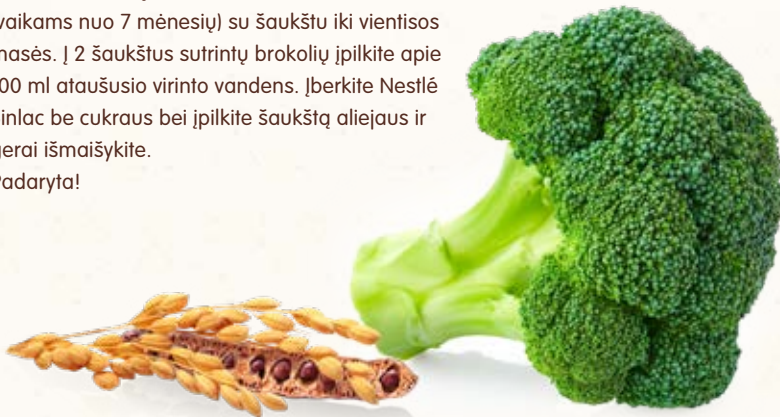 vaikams nuo 7 mėnesių) su šaukštu iki vientisos
masės. Į 2 šaukštus sutrintų brokolių įpilkite apie
00 ml ataušusio virinto vandens. Įberkite Nestlé
inlac be cukraus bei įpilkite šaukštą aliejaus ir
gerai išmaišykite.
Padaryta!